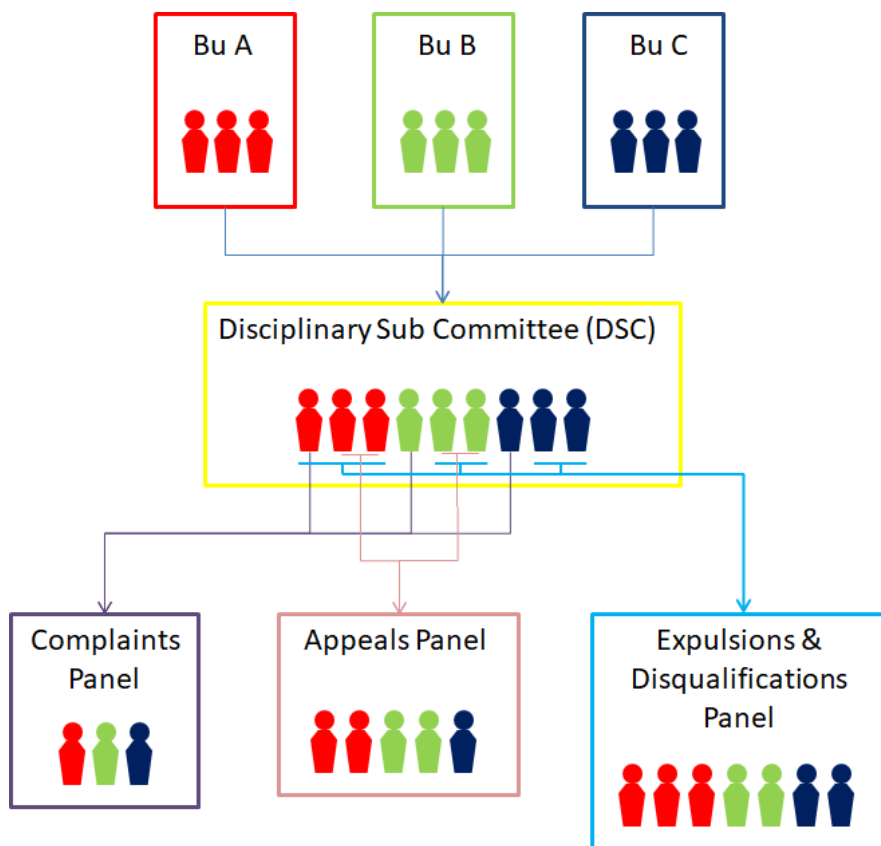 Bu A
Bu B
Bu C
Disciplinary Sub Committee (DSC)
Complaints
Panel
Appeals Panel
Expulsions &
Disqualifications
Panel